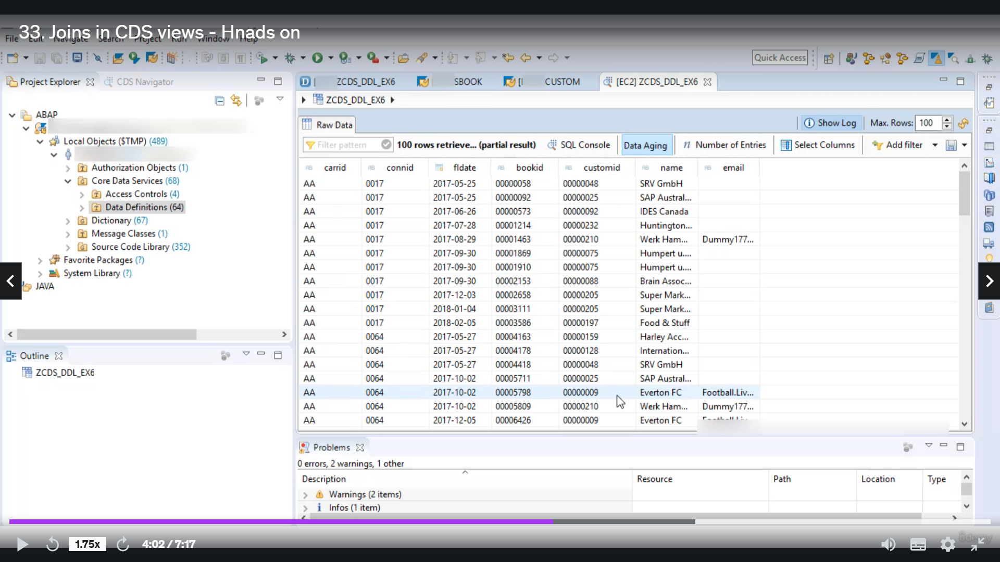 33. Joins in CDS views - Hnads on
File Edit Navigate Search Project Run Window Help
Quick Access
Project Explorer CDS Navigator
ZCDS_DDL_EX6 SBOOK CUSTOM [EC2] ZCDS_DDL_EX6
ZCDS_DDL_EX6
ABAP
Local Objects ($TMP) (489)
Authorization Objects (1)
Core Data Services (68)
Access Controls (4)
Data Definitions (64)
Dictionary (67)
Message Classes (1)
Source Code Library (352)
Favorite Packages (?)
System Library (?)
JAVA
Outline
ZCDS_DDL_EX6
Raw Data Show Log Max. Rows: 100
Filter pattern 100 rows retrieve... (partial result) SQL Console Data Aging Number of Entries Select Columns Add filter
carrid connid fldate bookid customid name email
AA 0017 2017-05-25 00000058 00000048 SRV GmbH
AA 0017 2017-05-25 00000092 00000025 SAP Austral...
AA 0017 2017-06-26 00000573 00000092 IDES Canada
AA 0017 2017-07-28 00001214 00000232 Huntington...
AA 0017 2017-08-29 00001463 00000210 Werk Ham... Dummy177...
AA 0017 2017-09-30 00001869 00000075 Humpert u....
AA 0017 2017-09-30 00001910 00000075 Humpert u....
AA 0017 2017-09-30 00002153 00000088 Brain Assoc...
AA 0017 2017-12-03 00002658 00000205 Super Mark...
AA 0017 2018-01-04 00003111 00000205 Super Mark...
AA 0017 2018-02-05 00003586 00000197 Food & Stuff
AA 0064 2017-05-27 00004163 00000159 Harley Acc...
AA 0064 2017-05-27 00004178 00000128 Internation...
AA 0064 2017-05-27 00004418 00000048 SRV GmbH
AA 0064 2017-10-02 00005711 00000025 SAP Austral...
AA 0064 2017-10-02 00005798 00000009 Everton FC Football.Liv...
AA 0064 2017-10-02 00005809 00000210 Werk Ham... Dummy177...
AA 0064 2017-12-05 00006426 00000009 Everton FC
Problems
0 errors, 2 warnings, 1 other
Description Resource Path Location Type
Warnings (2 items)
Infos (1 item)
1.75x 4:02 / 7:17
ûdemy